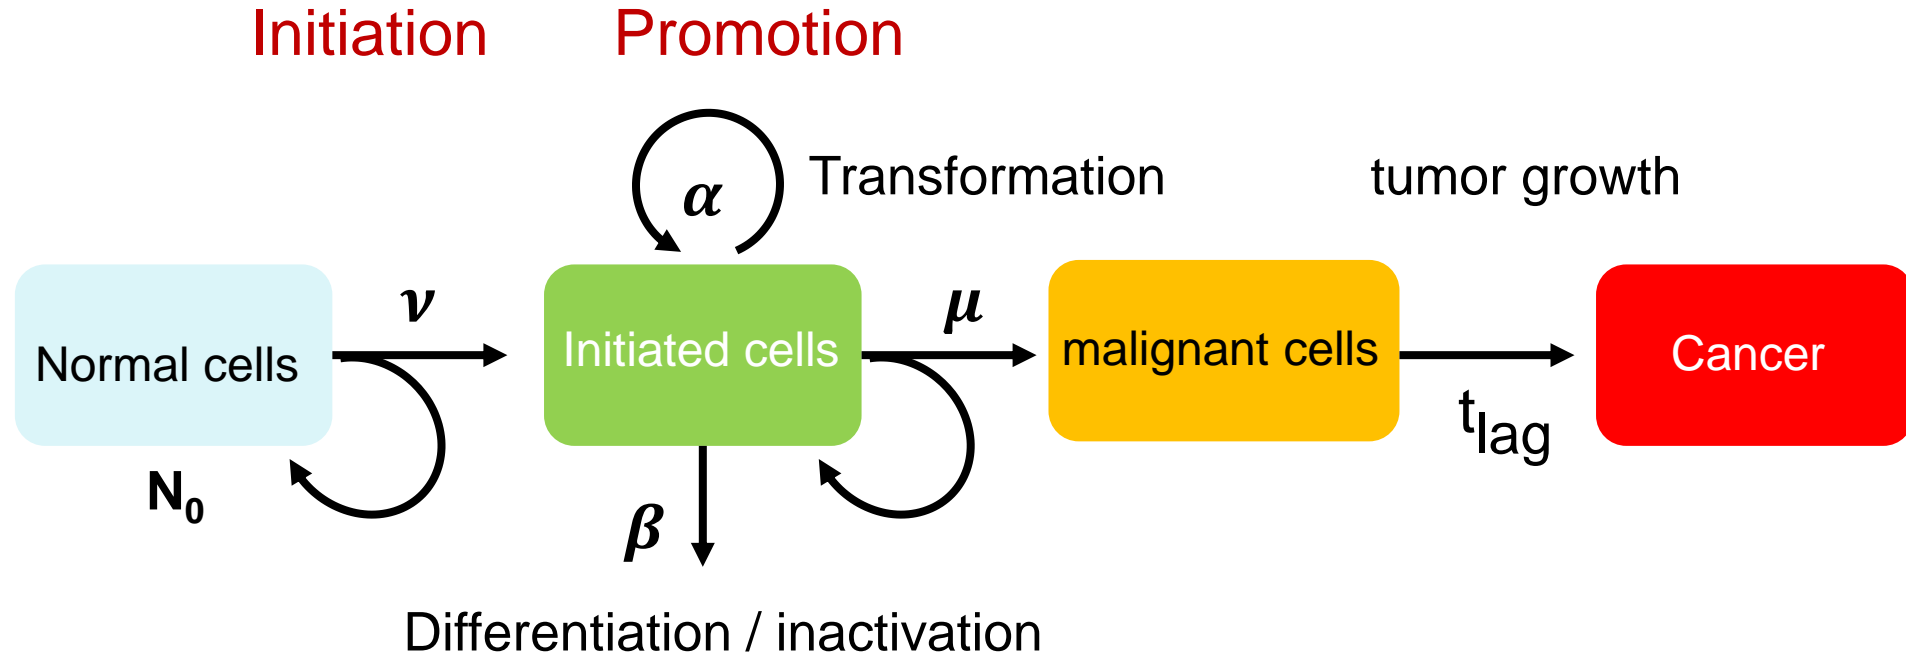 Initiation
Promotion
α
Transformation
tumor growth
ν
μ
Normal cells
Initiated cells
malignant cells
Cancer
t_lag
N₀
β
Differentiation / inactivation